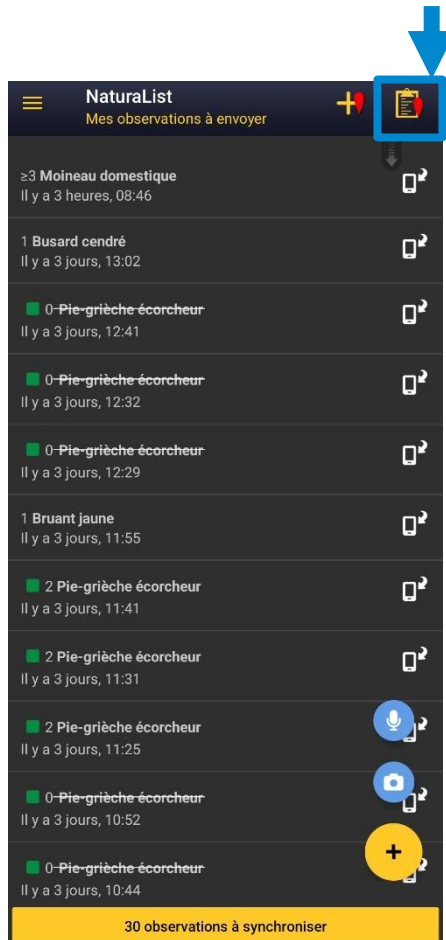 NaturaList
Mes observations à envoyer
≥3 Moineau domestique
Il y a 3 heures, 08:46
1 Busard cendré
Il y a 3 jours, 13:02
0 Pie-grièche écorcheur
Il y a 3 jours, 12:41
0 Pie-grièche écorcheur
Il y a 3 jours, 12:32
0 Pie-grièche écorcheur
Il y a 3 jours, 12:29
1 Bruant jaune
Il y a 3 jours, 11:55
2 Pie-grièche écorcheur
Il y a 3 jours, 11:41
2 Pie-grièche écorcheur
Il y a 3 jours, 11:31
2 Pie-grièche écorcheur
Il y a 3 jours, 11:25
0 Pie-grièche écorcheur
Il y a 3 jours, 10:52
0 Pie-grièche écorcheur
Il y a 3 jours, 10:44
30 observations à synchroniser